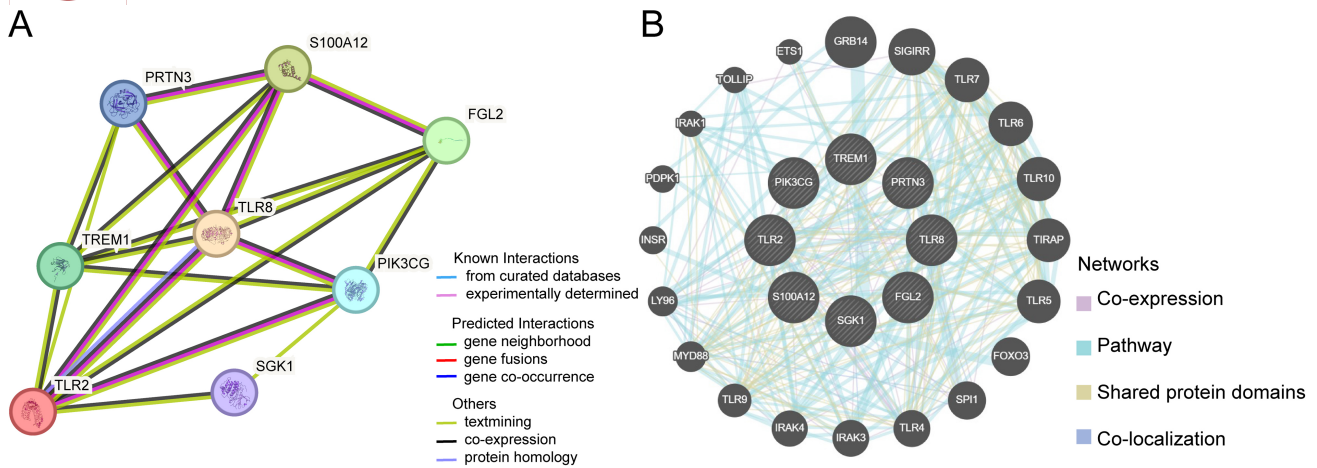 A
S100A12
PRTN3
FGL2
TLR8
TREM1
PIK3CG
SGK1
TLR2
Known Interactions
from curated databases
experimentally determined
Predicted Interactions
gene neighborhood
gene fusions
gene co-occurrence
Others
textmining
co-expression
protein homology
B
GRB14
SIGIRR
TLR7
TLR6
TLR10
TIRAP
TLR5
FOXO3
SPI1
TLR4
IRAK3
IRAK4
TLR9
MYD88
LY96
INSR
PDPK1
IRAK1
TOLLIP
ETS1
TREM1
PRTN3
TLR8
FGL2
SGK1
S100A12
TLR2
PIK3CG
Networks
Co-expression
Pathway
Shared protein domains
Co-localization